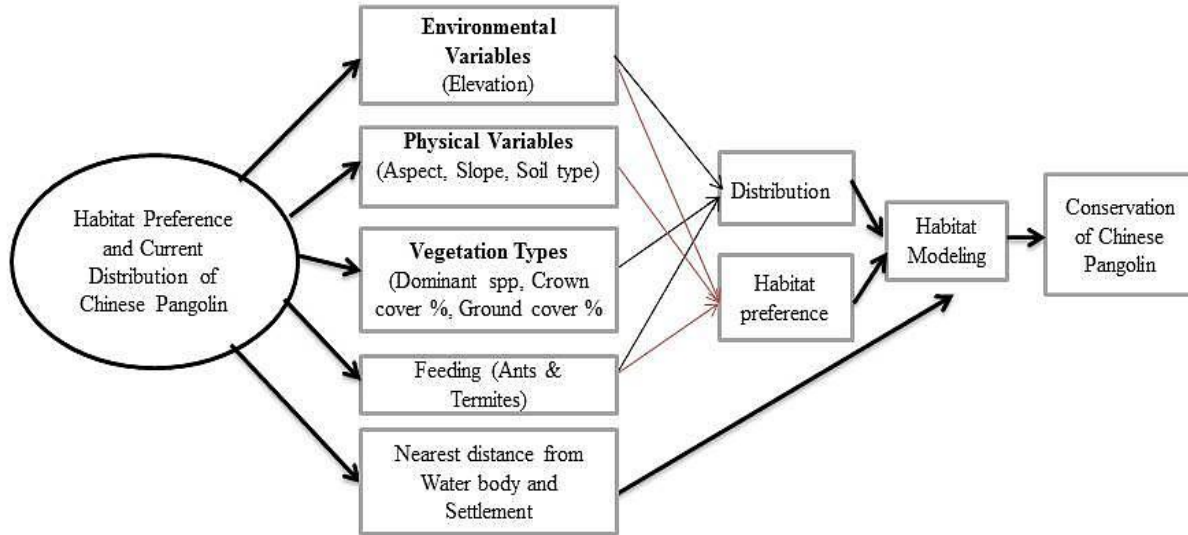 Habitat Preference
and Current
Distribution of
Chinese Pangolin
Environmental
Variables
(Elevation)
Physical Variables
(Aspect, Slope, Soil type)
Vegetation Types
(Dominant spp, Crown
cover %, Ground cover %
Feeding (Ants &
Termites)
Nearest distance from
Water body and
Settlement
Distribution
Habitat
preference
Habitat
Modeling
Conservation
of Chinese
Pangolin